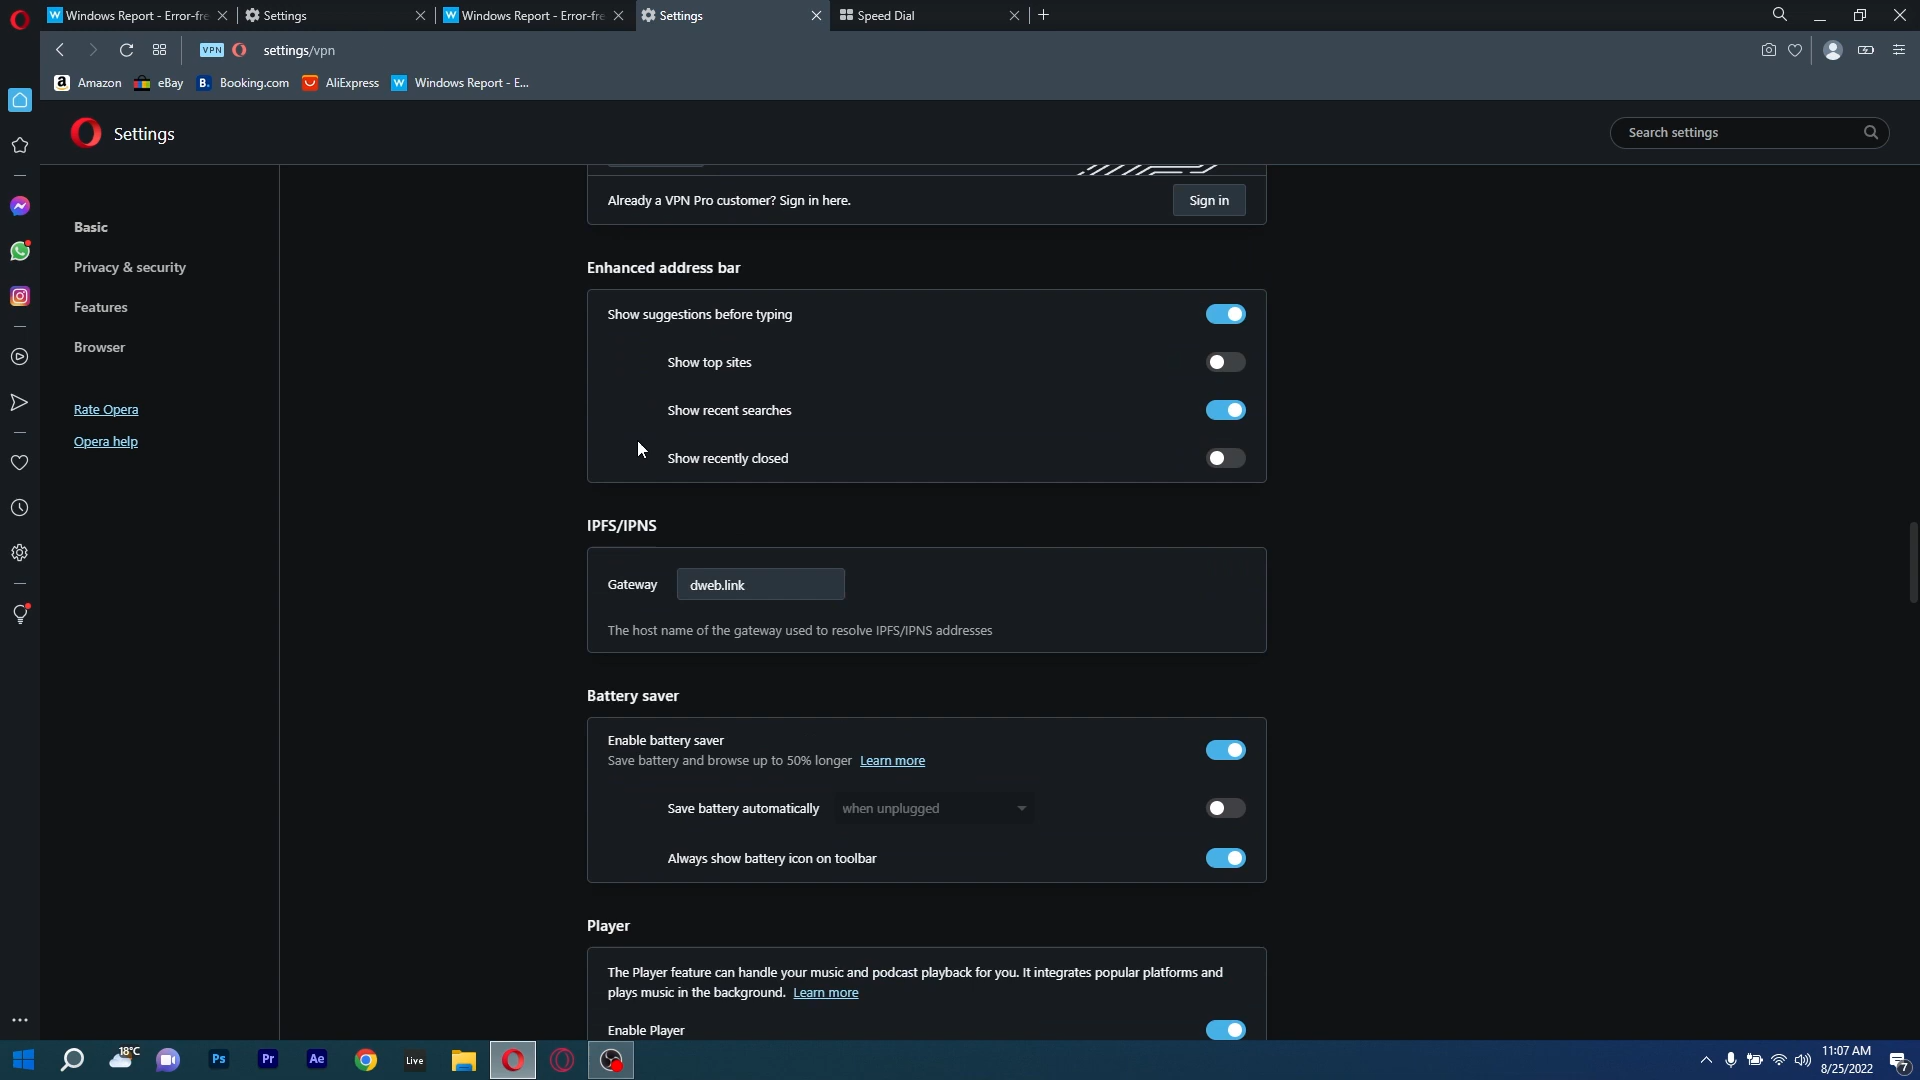 Windows Report - Error-fre
Settings
Windows Report - Error-fre
Settings
Speed Dial
VPN
settings/vpn
a Amazon
eBay
B. Booking.com
AliExpress
W Windows Report - E...
Settings
Search settings
Already a VPN Pro customer? Sign in here.
Sign in
Basic
Privacy & security
Features
Browser
Rate Opera
Opera help
Enhanced address bar
Show suggestions before typing
Show top sites
Show recent searches
Show recently closed
IPFS/IPNS
Gateway
dweb.link
The host name of the gateway used to resolve IPFS/IPNS addresses
Battery saver
Enable battery saver
Save battery and browse up to 50% longer Learn more
Save battery automatically
when unplugged
Always show battery icon on toolbar
Player
The Player feature can handle your music and podcast playback for you. It integrates popular platforms and
plays music in the background. Learn more
Enable Player
18°C
Ps
Pr
Ae
Live
11:07 AM
8/25/2022
7